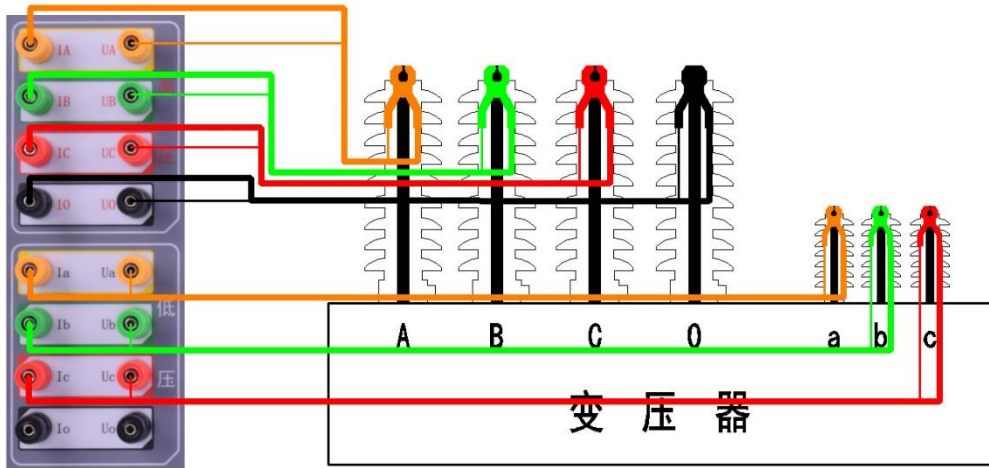 IA UA
IB UB
IC UC
IO UO
Ia Ua
低
Ib Ub
Ic Uc
压
Io Uo
A B C O a b c
变压器